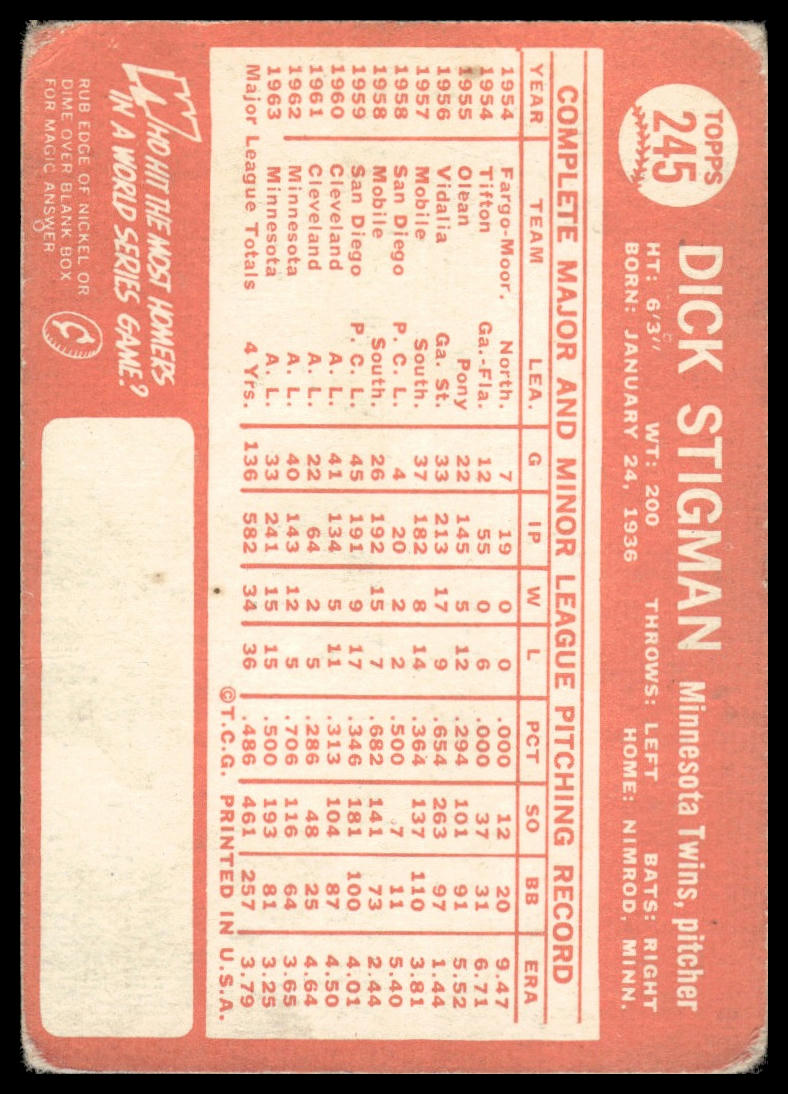 TOPPS
245
DICK STIGMAN Minnesota Twins, pitcher
HT: 6'3" WT: 200 THROWS: LEFT BATS: RIGHT
BORN: JANUARY 24, 1936 HOME: NIMROD, MINN.
COMPLETE MAJOR AND MINOR LEAGUE PITCHING RECORD
YEAR TEAM LEA. G IP W L PCT SO BB ERA
1954 Fargo-Moor. North. 7 19 0 0 .000 12 20 9.47
1954 Tifton Ga.-Fla. 12 55 0 6 .000 37 31 6.71
1955 Olean Pony 22 145 5 12 .294 101 91 5.52
1956 Vidalia Ga. St. 33 213 17 9 .654 263 97 1.44
1957 Mobile South. 37 182 8 14 .364 137 110 3.81
1958 San Diego P. C. L. 4 20 2 2 .500 7 11 5.40
1958 Mobile South. 26 192 15 7 .682 141 73 2.44
1959 San Diego P. C. L. 45 191 9 17 .346 181 100 4.01
1960 Cleveland A. L. 41 134 5 11 .313 104 87 4.50
1961 Cleveland A. L. 22 64 2 5 .286 48 25 4.64
1962 Minnesota A. L. 40 143 12 5 .706 116 64 3.65
1963 Minnesota A. L. 33 241 15 15 .500 193 81 3.25
Major League Totals 4 Yrs. 136 582 34 36 .486 461 257 3.79
©T.C.G. PRINTED IN U.S.A.
WHO HIT THE MOST HOMERS
IN A WORLD SERIES GAME?
RUB EDGE OF NICKEL OR
DIME OVER BLANK BOX
FOR MAGIC ANSWER